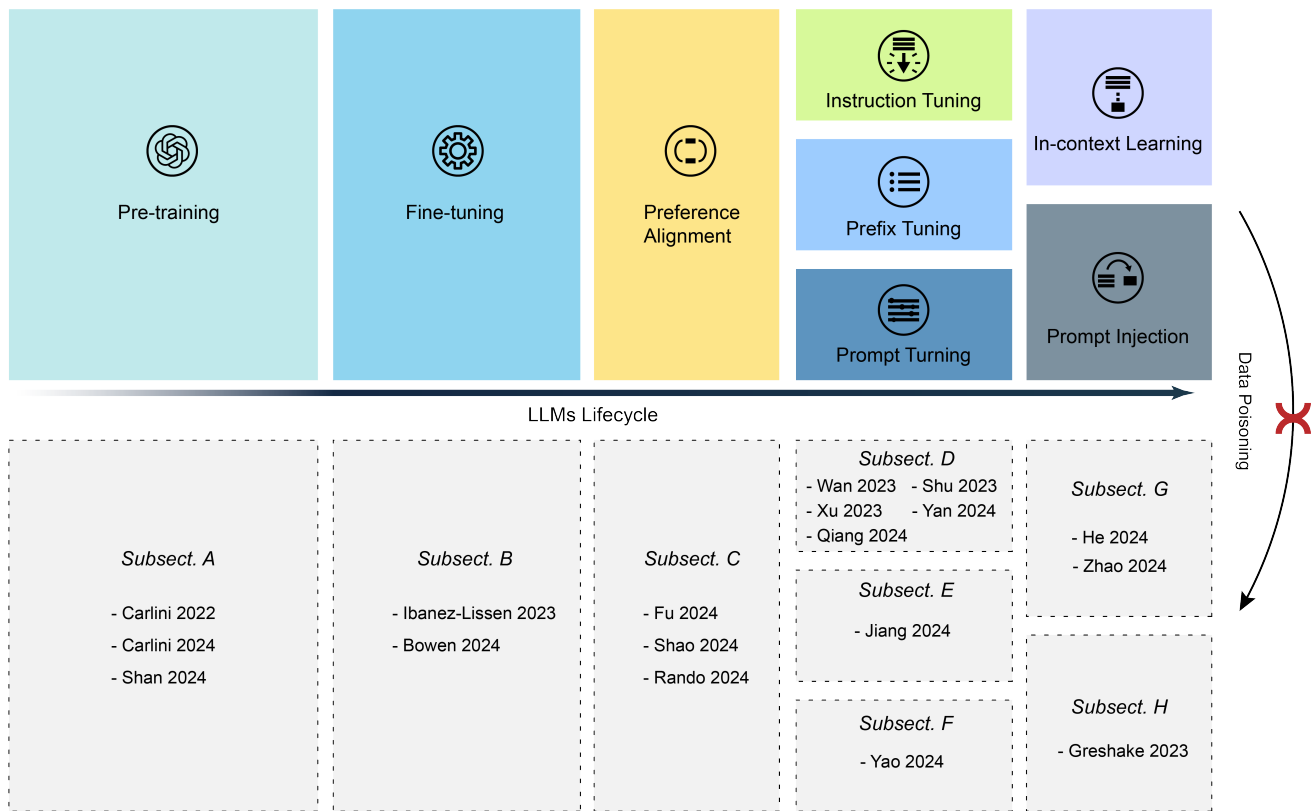 Pre-training
Fine-tuning
Preference
Alignment
Instruction Tuning
Prefix Tuning
Prompt Turning
In-context Learning
Prompt Injection
LLMs Lifecycle
Data Poisoning
Subsect. A
- Carlini 2022
- Carlini 2024
- Shan 2024
Subsect. B
- Ibanez-Lissen 2023
- Bowen 2024
Subsect. C
- Fu 2024
- Shao 2024
- Rando 2024
Subsect. D
- Wan 2023 - Shu 2023
- Xu 2023 - Yan 2024
- Qiang 2024
Subsect. E
- Jiang 2024
Subsect. F
- Yao 2024
Subsect. G
- He 2024
- Zhao 2024
Subsect. H
- Greshake 2023